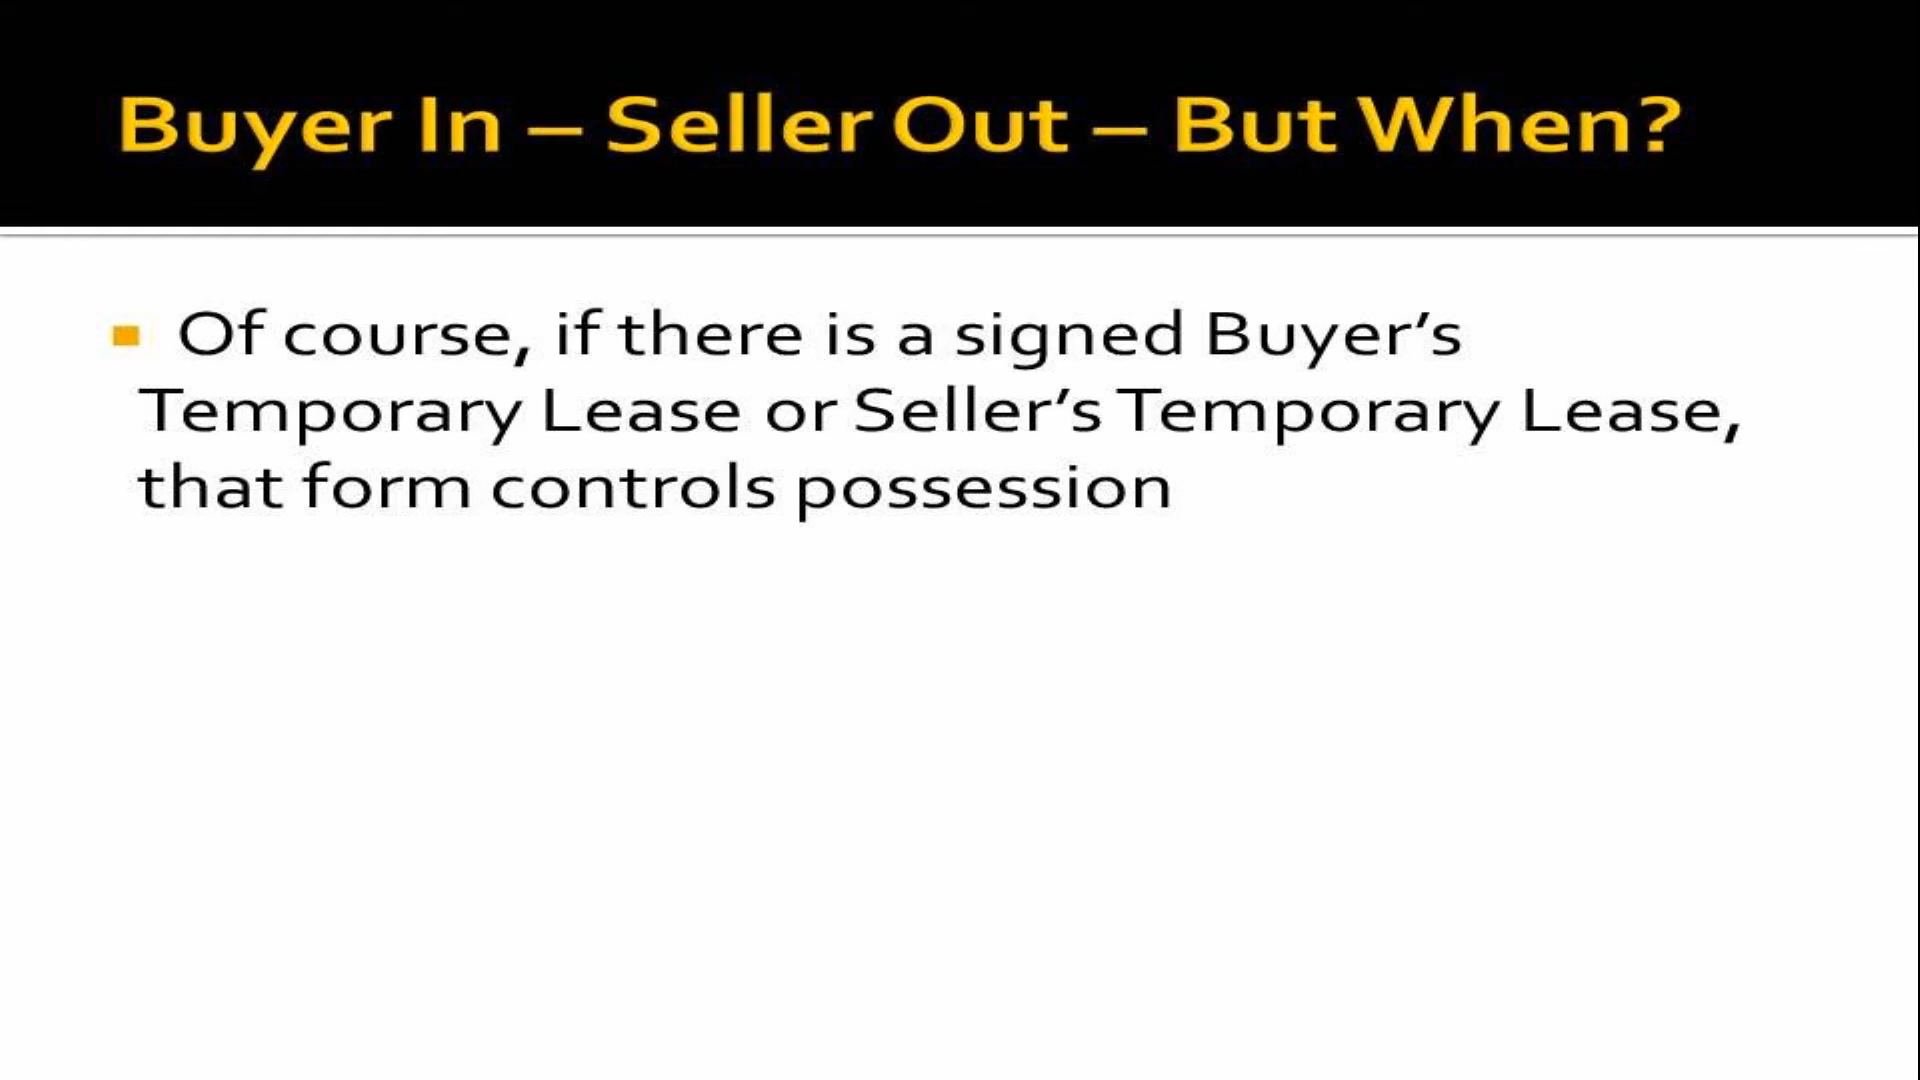 Buyer In – Seller Out – But When?
Of course, if there is a signed Buyer’s
Temporary Lease or Seller’s Temporary Lease,
that form controls possession